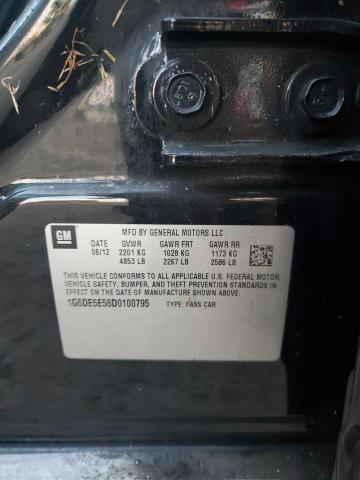 GM
MFD BY GENERAL MOTORS LLC
DATE GVWR GAWR FRT GAWR RR
06/12 2201 KG 1028 KG 1173 KG
4853 LB 2267 LB 2586 LB
THIS VEHICLE CONFORMS TO ALL APPLICABLE U.S. FEDERAL MOTOR
VEHICLE SAFETY, BUMPER, AND THEFT PREVENTION STANDARDS IN
EFFECT ON THE DATE OF MANUFACTURE SHOWN ABOVE.
1G6DE5E58D0100795 TYPE: PASS CAR